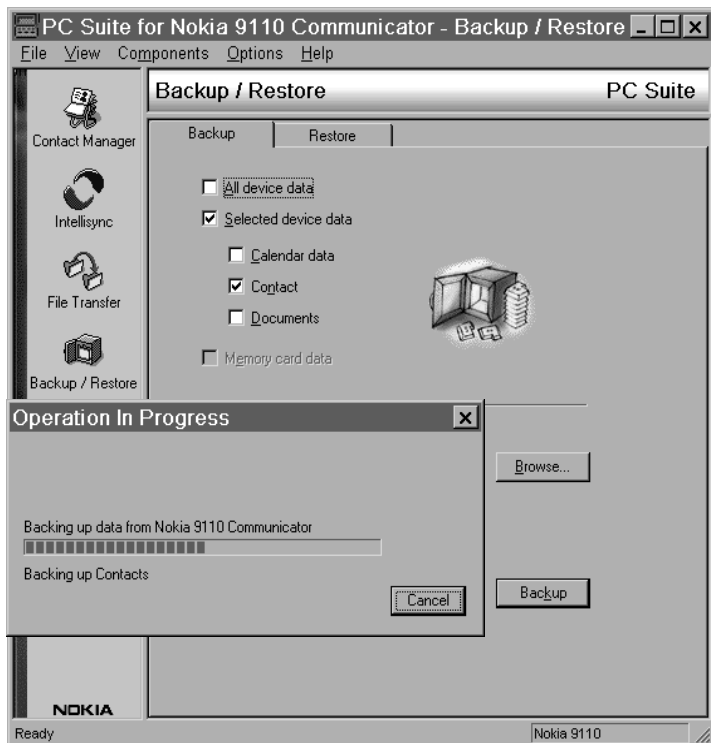 PC Suite for Nokia 9110 Communicator - Backup / Restore
File View Components Options Help
Backup / Restore PC Suite
Contact Manager
Intellisync
File Transfer
Backup / Restore
Backup Restore
All device data
Selected device data
Calendar data
Contact
Documents
Memory card data
Browse...
Backup
Operation In Progress
Backing up data from Nokia 9110 Communicator
Backing up Contacts
Cancel
NOKIA
Ready Nokia 9110